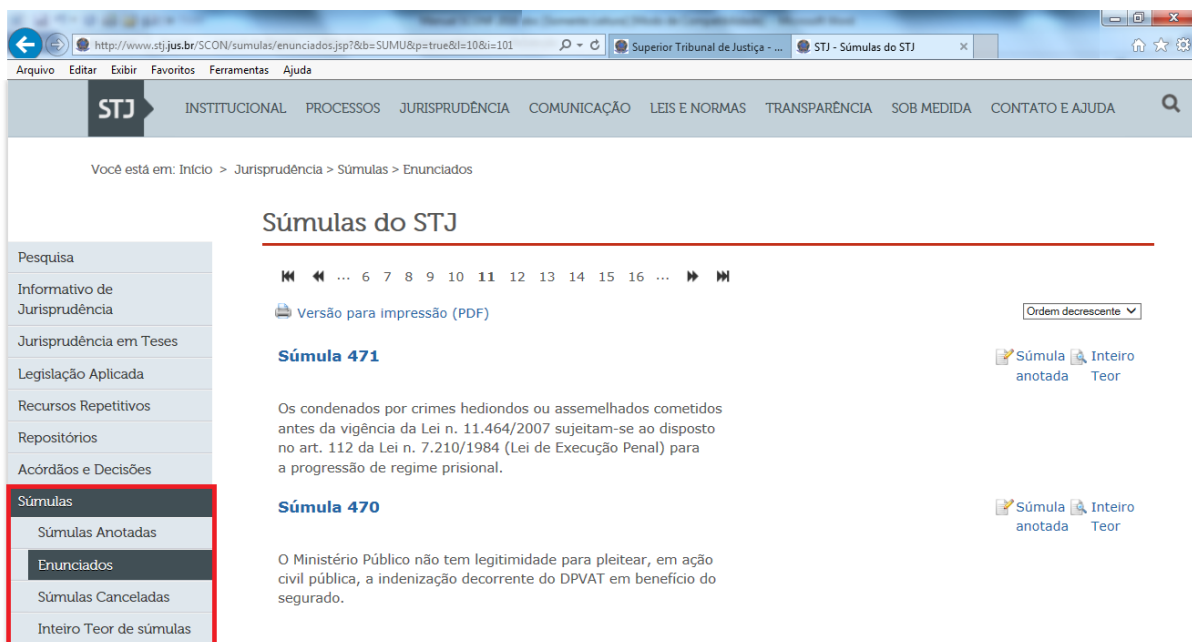 http://www.stj.jus.br/SCON/sumulas/enunciados.jsp?&b=SUMU&p=true&l=10&i=101
Superior Tribunal de Justiça - ...
STJ - Súmulas do STJ
Arquivo Editar Exibir Favoritos Ferramentas Ajuda
STJ
INSTITUCIONAL PROCESSOS JURISPRUDÊNCIA COMUNICAÇÃO LEIS E NORMAS TRANSPARÊNCIA SOB MEDIDA CONTATO E AJUDA
Você está em: Início > Jurisprudência > Súmulas > Enunciados
Súmulas do STJ
Pesquisa
Informativo de
Jurisprudência
Jurisprudência em Teses
Legislação Aplicada
Recursos Repetitivos
Repositórios
Acórdãos e Decisões
Súmulas
Súmulas Anotadas
Enunciados
Súmulas Canceladas
Inteiro Teor de súmulas
... 6 7 8 9 10 11 12 13 14 15 16 ...
Versão para impressão (PDF)
Ordem decrescente
Súmula 471
Súmula anotada
Inteiro Teor
Os condenados por crimes hediondos ou assemelhados cometidos
antes da vigência da Lei n. 11.464/2007 sujeitam-se ao disposto
no art. 112 da Lei n. 7.210/1984 (Lei de Execução Penal) para
a progressão de regime prisional.
Súmula 470
Súmula anotada
Inteiro Teor
O Ministério Público não tem legitimidade para pleitear, em ação
civil pública, a indenização decorrente do DPVAT em benefício do
segurado.